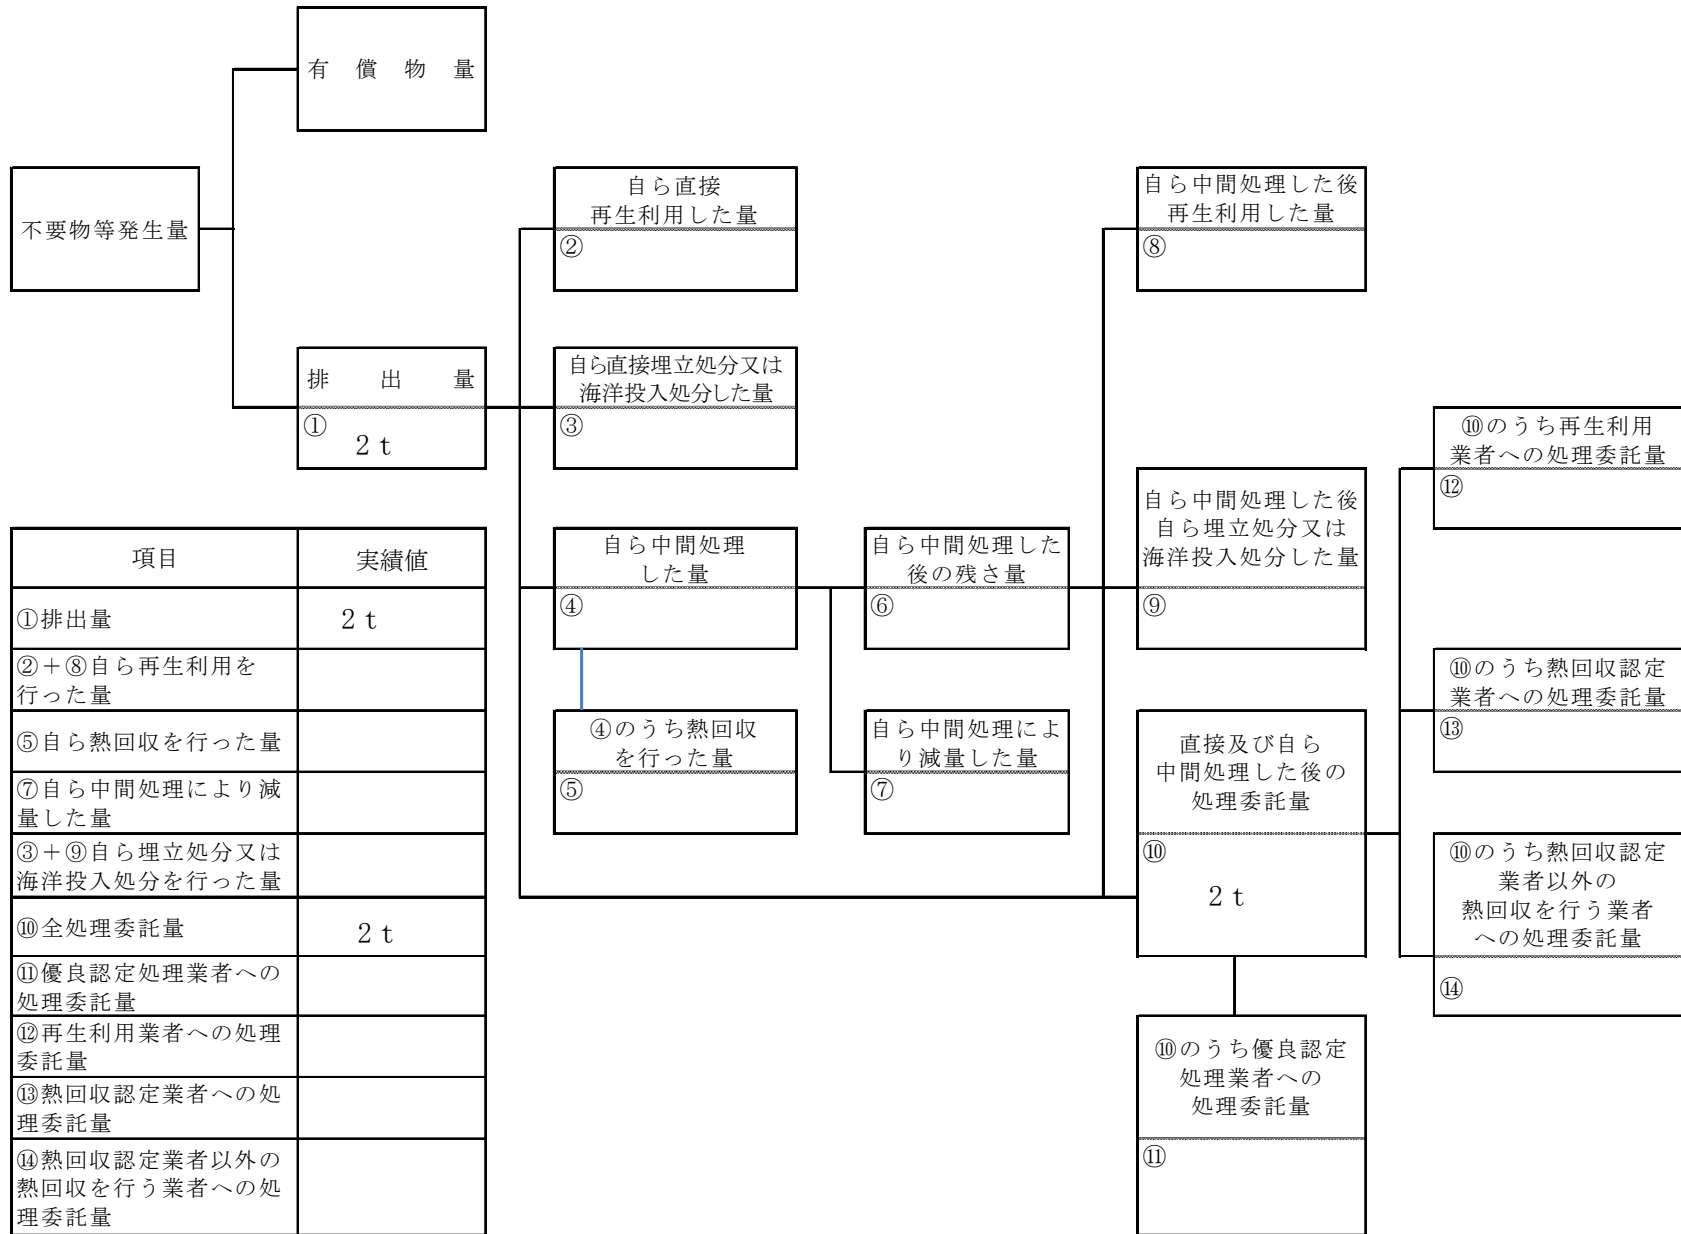 有償物量
不要物等発生量
自ら直接
再生利用した量
②
自ら中間処理した後
再生利用した量
⑧
排出量
①
2 t
自ら直接埋立処分又は
海洋投入処分した量
③
⑩のうち再生利用
業者への処理委託量
⑫
自ら中間処理
した量
④
自ら中間処理した
後の残さ量
⑥
自ら中間処理した後
自ら埋立処分又は
海洋投入処分した量
⑨
⑩のうち熱回収認定
業者への処理委託量
⑬
④のうち熱回収
を行った量
⑤
自ら中間処理によ
り減量した量
⑦
直接及び自ら
中間処理した後の
処理委託量
⑩
2 t
⑩のうち熱回収認定
業者以外の
熱回収を行う業者
への処理委託量
⑭
⑩のうち優良認定
処理業者への
処理委託量
⑪
項目 実績値
①排出量 2 t
②＋⑧自ら再生利用を
行った量
⑤自ら熱回収を行った量
⑦自ら中間処理により減
量した量
③＋⑨自ら埋立処分又は
海洋投入処分を行った量
⑩全処理委託量 2 t
⑪優良認定処理業者への
処理委託量
⑫再生利用業者への処理
委託量
⑬熱回収認定業者への処
理委託量
⑭熱回収認定業者以外の
熱回収を行う業者への処
理委託量